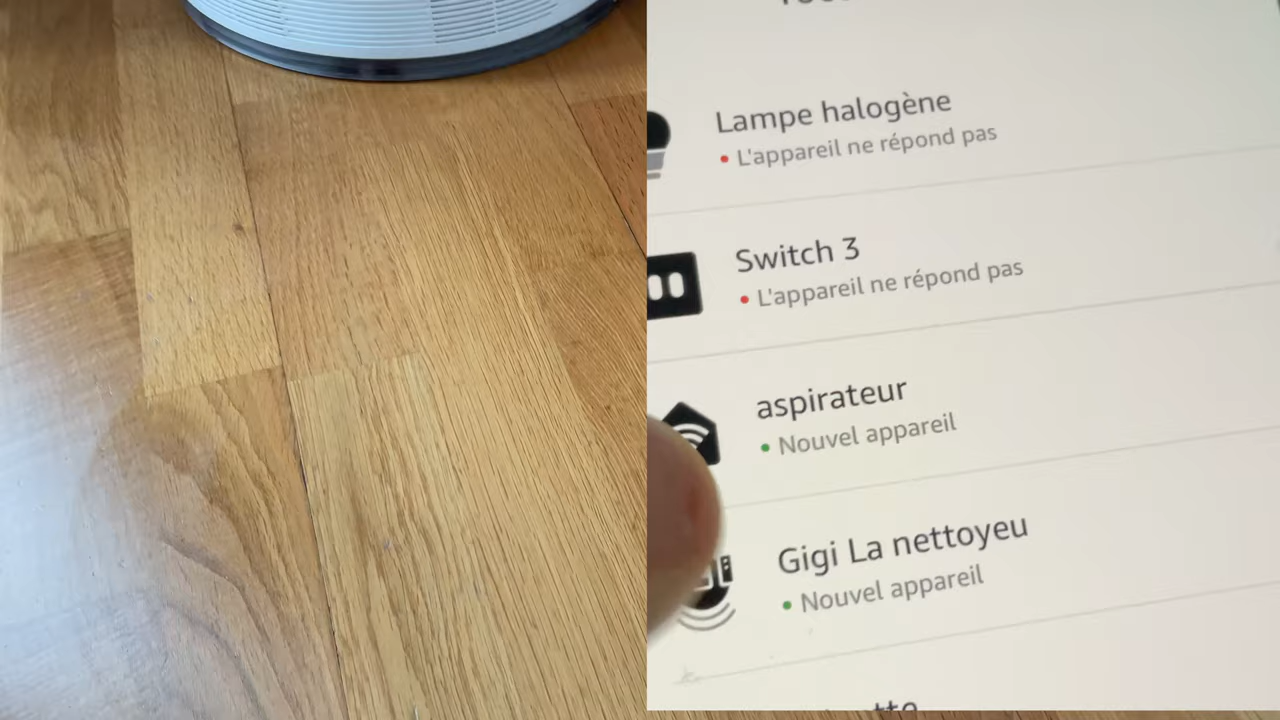 Lampe halogène
• L'appareil ne répond pas
Switch 3
• L'appareil ne répond pas
aspirateur
• Nouvel appareil
Gigi La nettoyeu
• Nouvel appareil